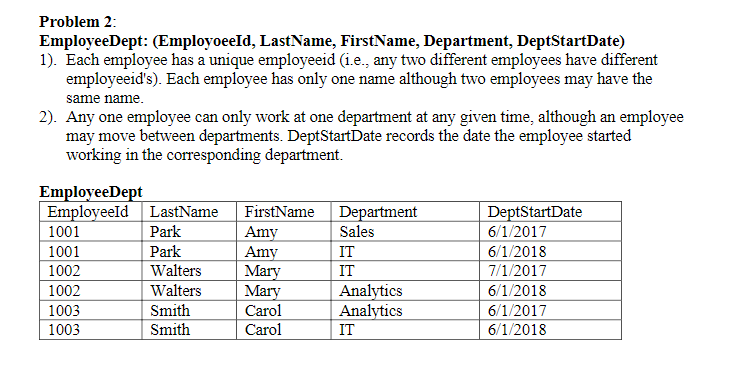 Problem 2:
EmployeeDept: (EmployoeeId, LastName, FirstName, Department, DeptStartDate)
1). Each employee has a unique employeeid (i.e., any two different employees have different
employeeid's). Each employee has only one name although two employees may have the
same name.
2). Any one employee can only work at one department at any given time, although an employee
may move between departments. DeptStartDate records the date the employee started
working in the corresponding department.
EmployeeDept
EmployeeId LastName FirstName Department DeptStartDate
1001 Park Amy Sales 6/1/2017
1001 Park Amy IT 6/1/2018
1002 Walters Mary IT 7/1/2017
1002 Walters Mary Analytics 6/1/2018
1003 Smith Carol Analytics 6/1/2017
1003 Smith Carol IT 6/1/2018